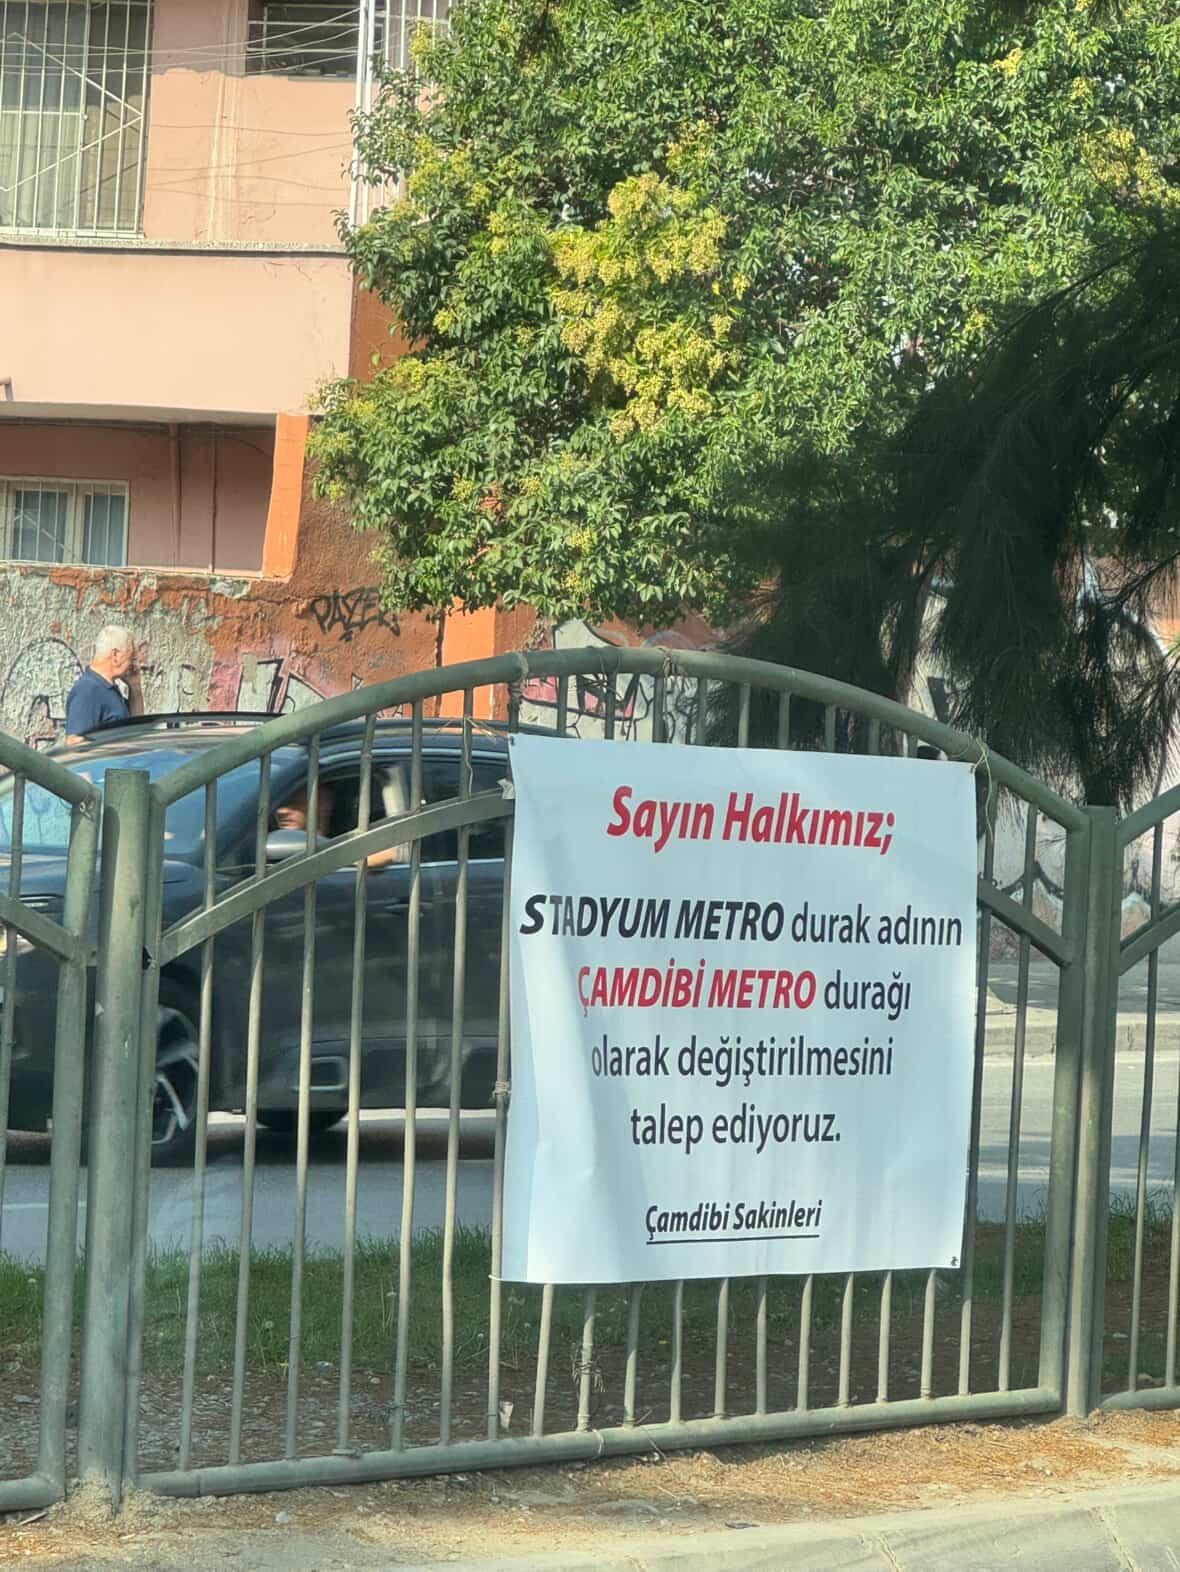 Sayın Halkımız;
STADYUM METRO durak adının
ÇAMDİBİ METRO durağı
olarak değiştirilmesini
talep ediyoruz.
Çamdibi Sakinleri